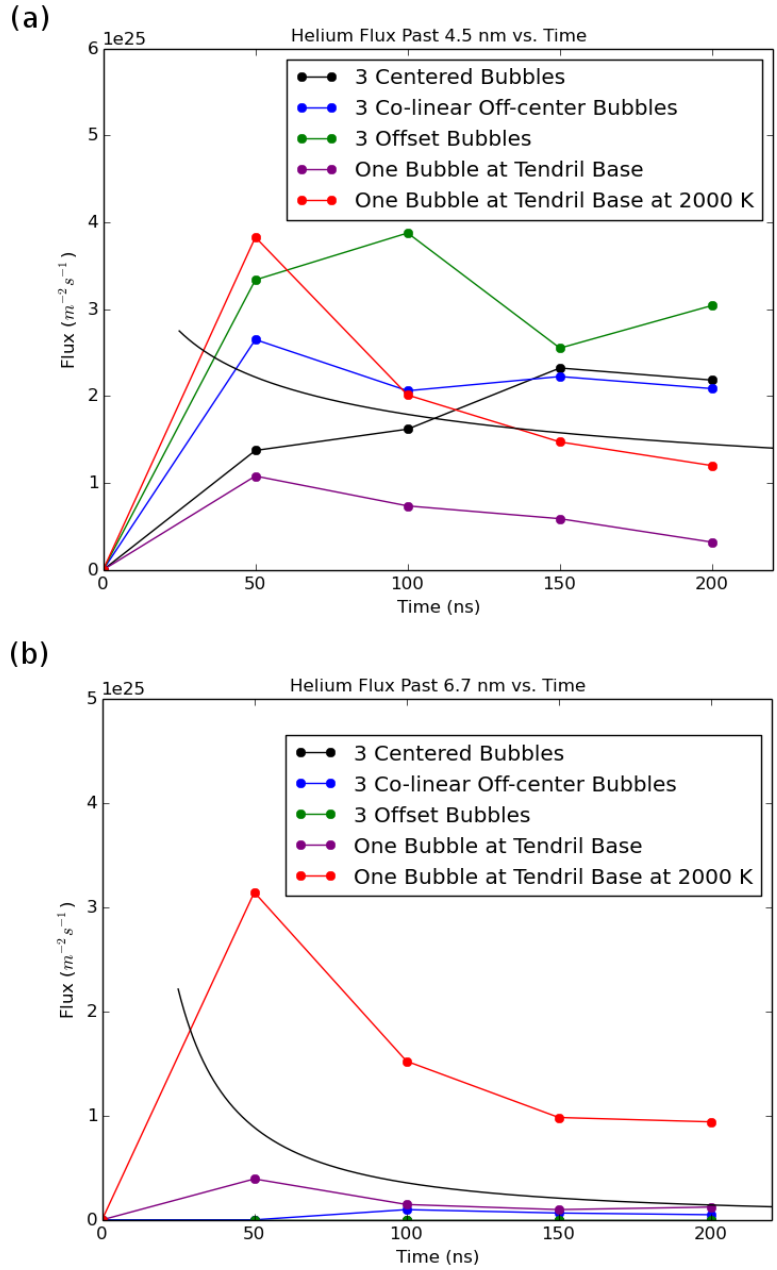 (a)
Helium Flux Past 4.5 nm vs. Time
1e25
3 Centered Bubbles
3 Co-linear Off-center Bubbles
3 Offset Bubbles
One Bubble at Tendril Base
One Bubble at Tendril Base at 2000 K
6
5
4
3
2
1
0
Flux (m⁻² s⁻¹)
0 50 100 150 200
Time (ns)
(b)
Helium Flux Past 6.7 nm vs. Time
1e25
3 Centered Bubbles
3 Co-linear Off-center Bubbles
3 Offset Bubbles
One Bubble at Tendril Base
One Bubble at Tendril Base at 2000 K
5
4
3
2
1
0
Flux (m⁻² s⁻¹)
0 50 100 150 200
Time (ns)